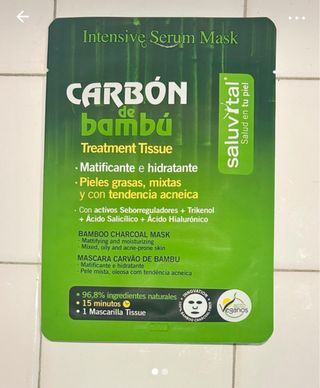 Intensive Serum Mask
CARBÓN
de
bambú
Treatment Tissue
· Matificante e hidratante
· Pieles grasas, mixtas
y con tendencia acneica
· Con activos Seborreguladores + Trikenol
+ Ácido Salicílico + Ácido Hialurónico
BAMBOO CHARCOAL MASK
· Mattifying and moisturizing
· Mixed, oily and acne-prone skin
MASCARA CARVÃO DE BAMBU
· Matificante e hidratante
· Pele mista, oleosa com tendência acneica
• 96,8% ingredientes naturales
• 15 minutos
• 1 Mascarilla Tissue
saluvital®
Salud en tu piel
INNOVATION
Veganos